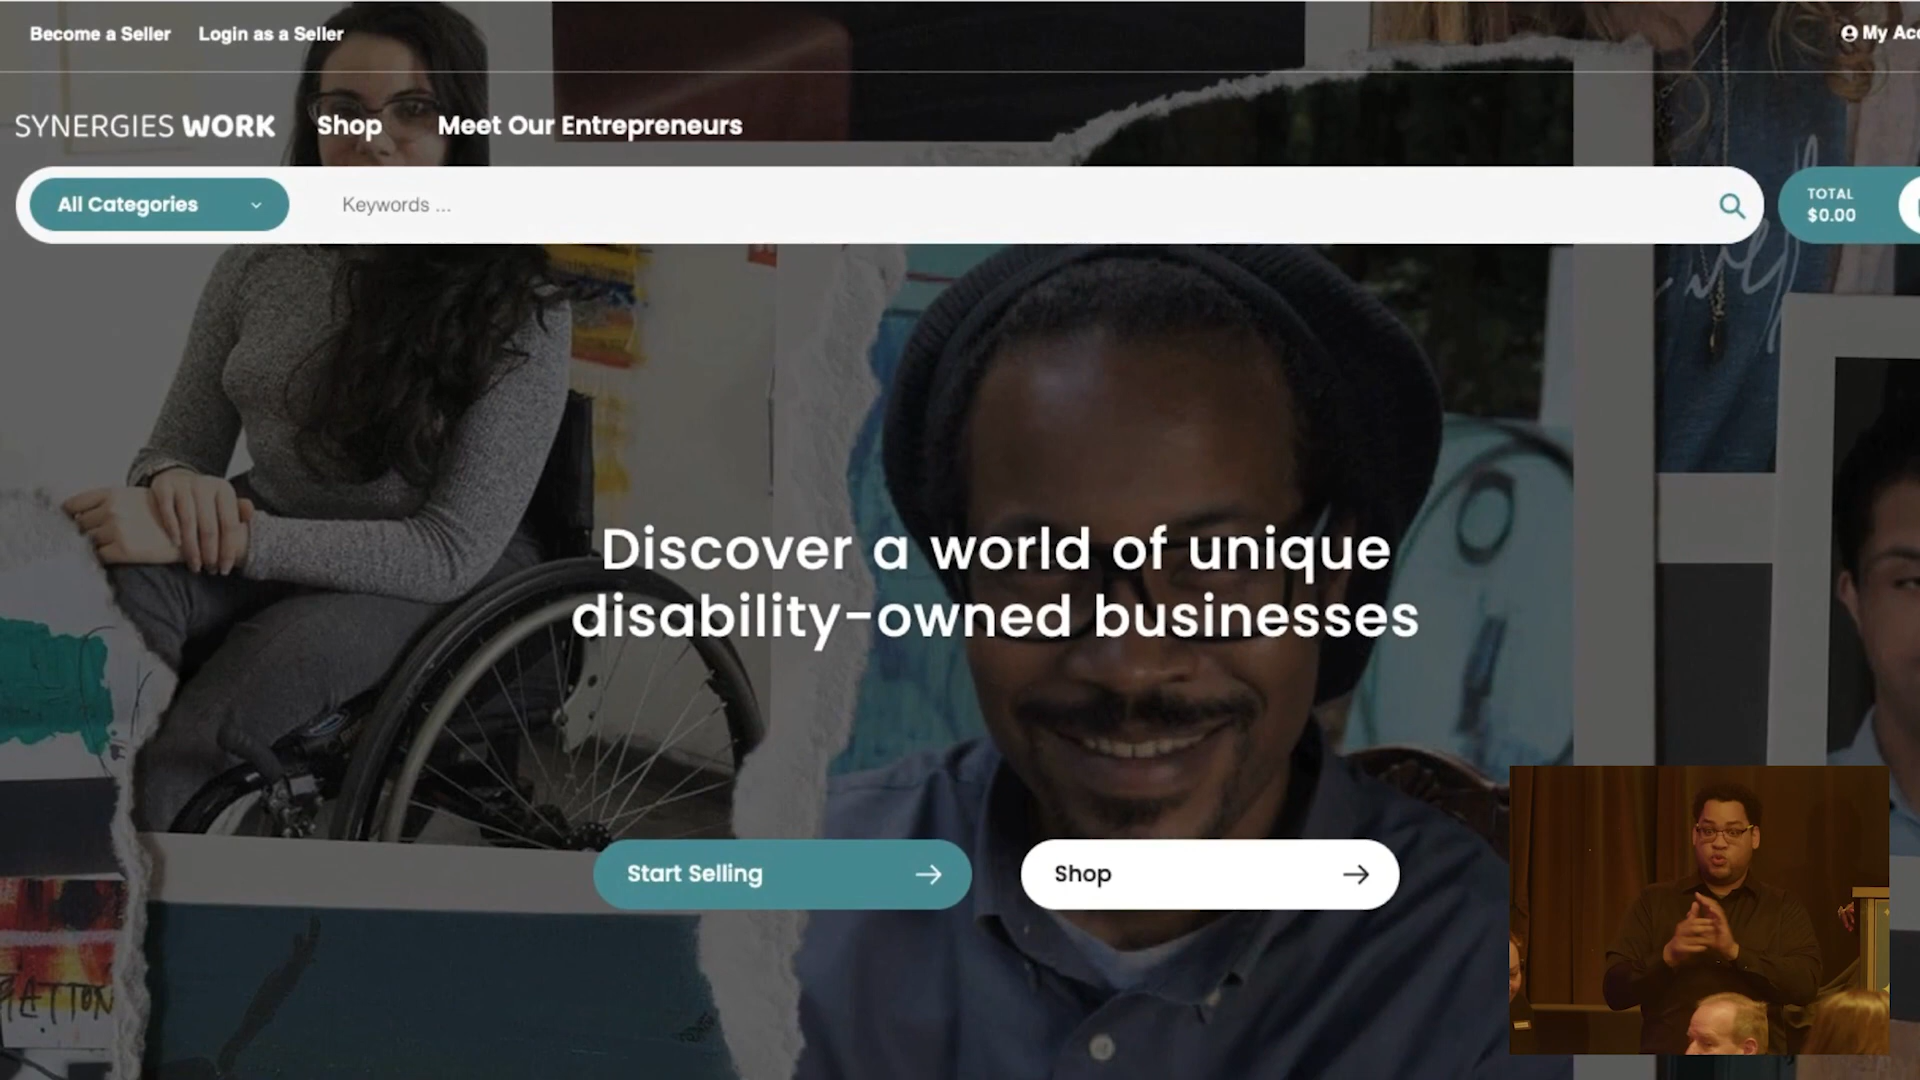 Become a Seller Login as a Seller
My Acc
SYNERGIES WORK Shop Meet Our Entrepreneurs
All Categories Keywords ...
TOTAL
$0.00
Discover a world of unique
disability-owned businesses
Start Selling Shop